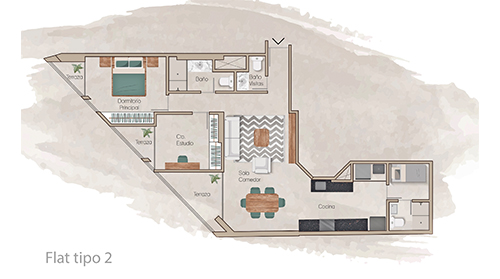 Terraza
Dormitorio
Principal
Baño
Baño
Visitas
Terraza
Cto.
Estudio
Sala
Comedor
Terraza
Cocina
Flat tipo 2